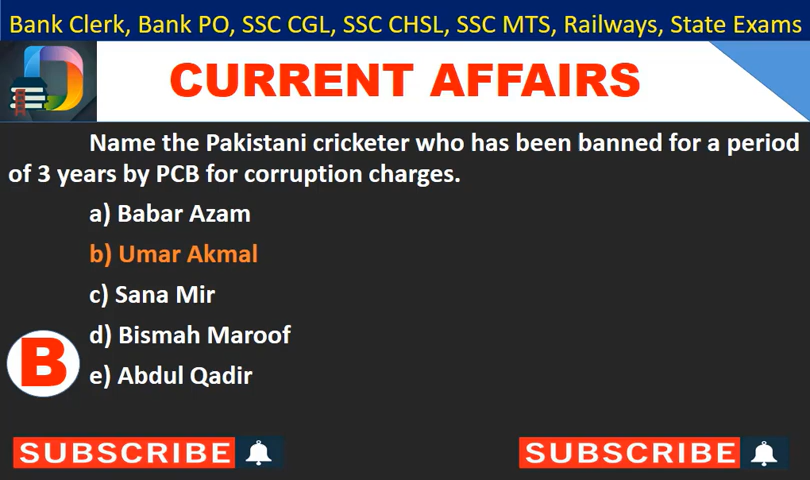 Bank Clerk, Bank PO, SSC CGL, SSC CHSL, SSC MTS, Railways, State Exams
CURRENT AFFAIRS
Name the Pakistani cricketer who has been banned for a period
of 3 years by PCB for corruption charges.
a) Babar Azam
b) Umar Akmal
c) Sana Mir
d) Bismah Maroof
e) Abdul Qadir
B
SUBSCRIBE
SUBSCRIBE